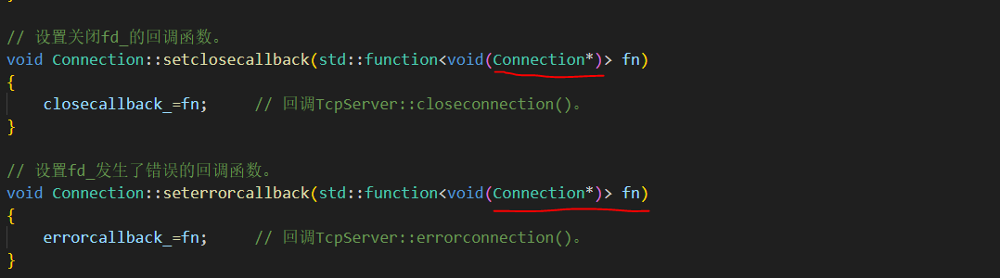 // 设置关闭fd_的回调函数。
void Connection::setclosecallback(std::function<void(Connection*)> fn)
{
    closecallback_=fn;     // 回调TcpServer::closeconnection()。
}
// 设置fd_发生了错误的回调函数。
void Connection::seterrorcallback(std::function<void(Connection*)> fn)
{
    errorcallback_=fn;     // 回调TcpServer::errorconnection()。
}